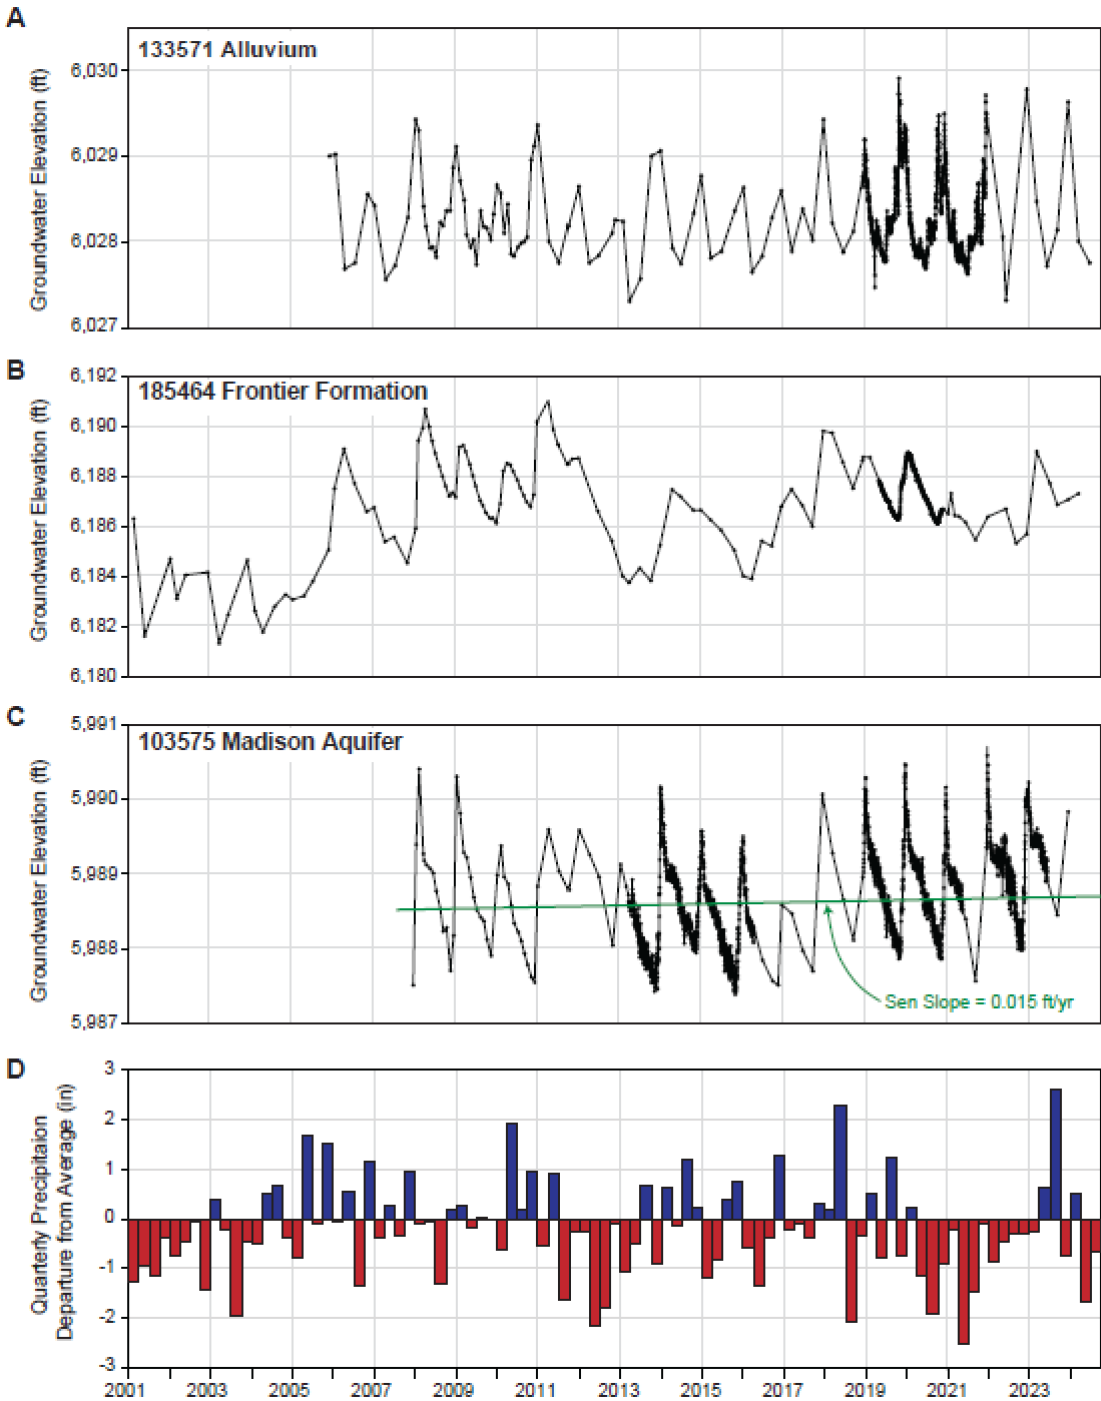 A
133571 Alluvium
Groundwater Elevation (ft)
6,030
6,029
6,028
6,027
B
185464 Frontier Formation
Groundwater Elevation (ft)
6,192
6,190
6,188
6,186
6,184
6,182
6,180
C
103575 Madison Aquifer
Groundwater Elevation (ft)
5,991
5,990
5,989
5,988
5,987
Sen Slope = 0.015 ft/yr
D
Quarterly Precipitaion
Departure from Average (in)
3
2
1
0
-1
-2
-3
2001 2003 2005 2007 2009 2011 2013 2015 2017 2019 2021 2023